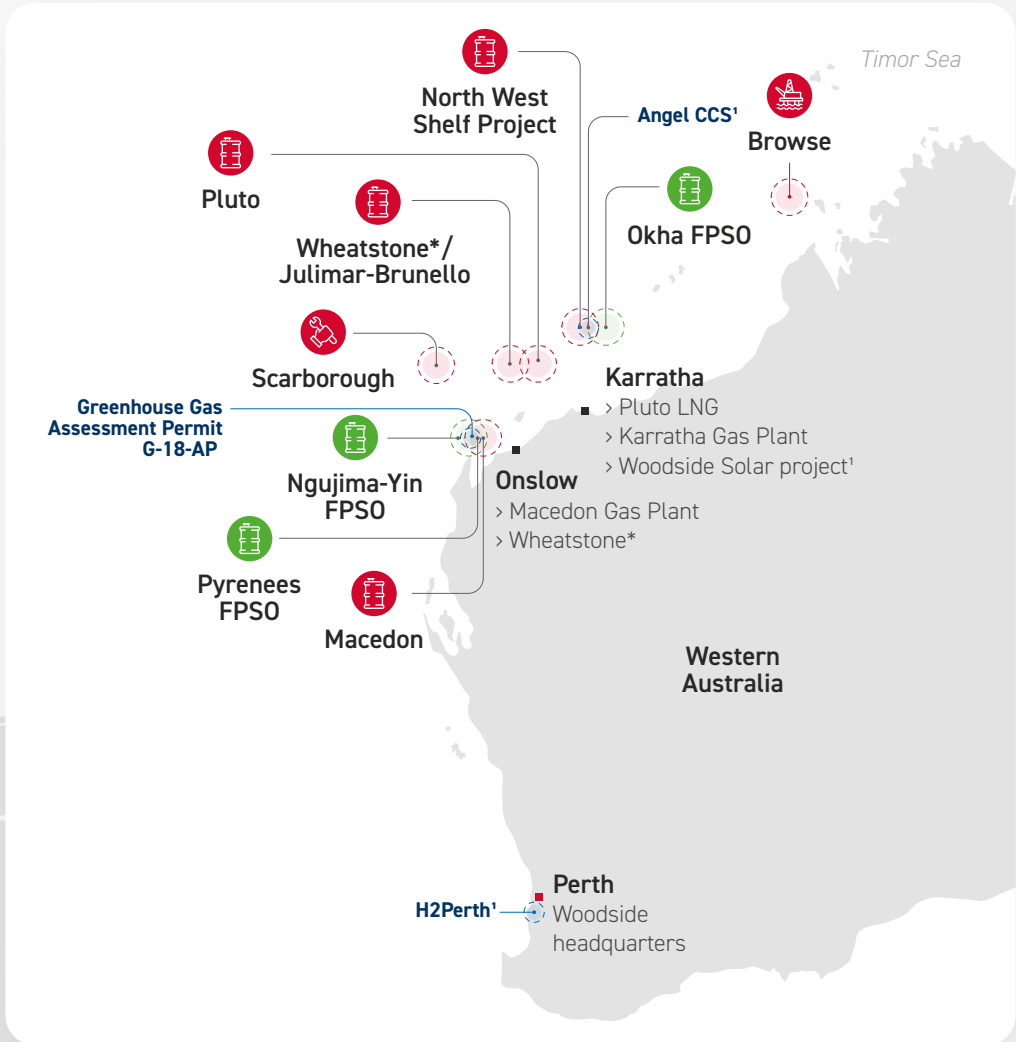 Timor Sea
North West
Shelf Project
Angel CCS¹
Browse
Pluto
Okha FPSO
Wheatstone*/
Julimar-Brunello
Scarborough
Karratha
> Pluto LNG
> Karratha Gas Plant
> Woodside Solar project¹
Greenhouse Gas
Assessment Permit
G-18-AP
Ngujima-Yin
FPSO
Onslow
> Macedon Gas Plant
> Wheatstone*
Pyrenees
FPSO
Macedon
Western
Australia
Perth
Woodside
headquarters
H2Perth¹